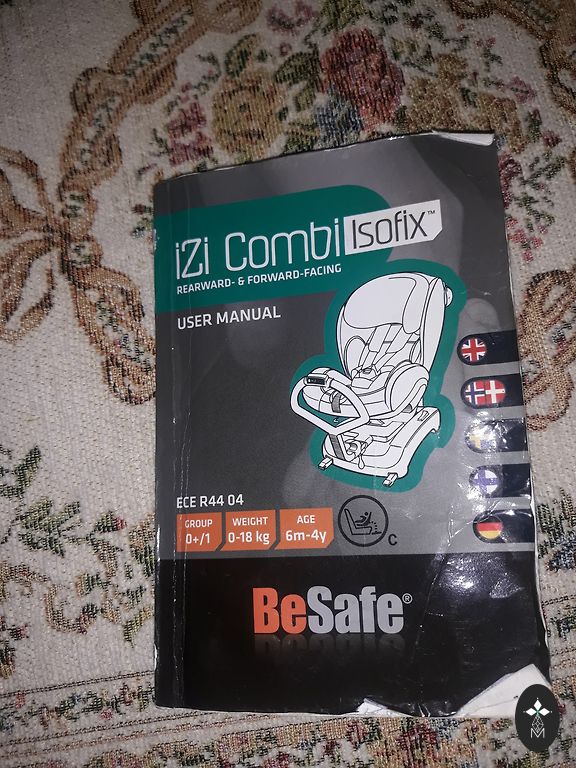 iZi Combi Isofix™
REARWARD- & FORWARD-FACING
USER MANUAL
ECE R44 04
GROUP
0+/1
WEIGHT
0-18 kg
AGE
6m-4y
C
BeSafe®
M